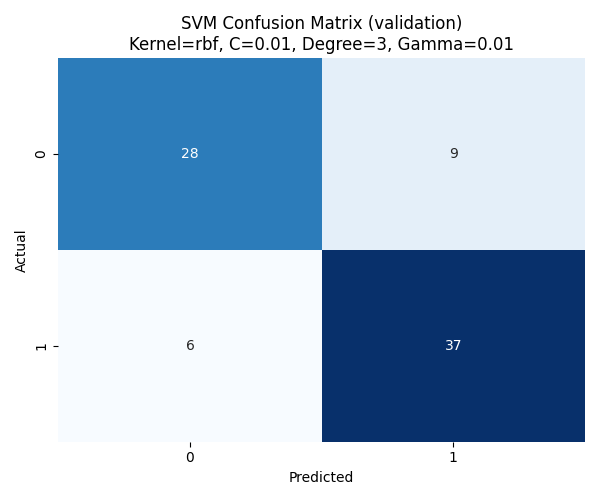 SVM Confusion Matrix (validation)
Kernel=rbf, C=0.01, Degree=3, Gamma=0.01
Actual
0
28
9
1
6
37
0
1
Predicted